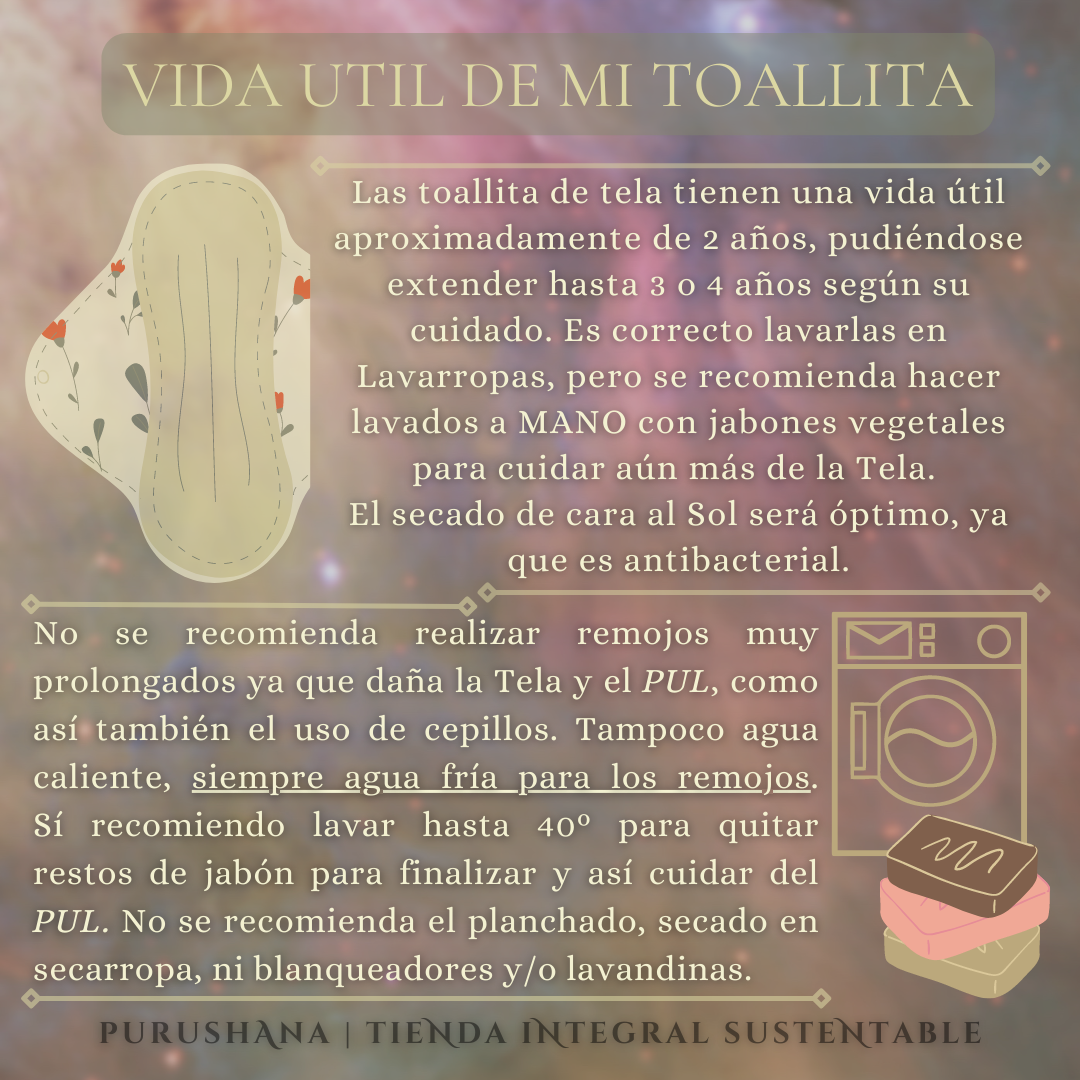 VIDA UTIL DE MI TOALLITA
Las toallita de tela tienen una vida útil
aproximadamente de 2 años, pudiéndose
extender hasta 3 o 4 años según su
cuidado. Es correcto lavarlas en
Lavarropas, pero se recomienda hacer
lavados a MANO con jabones vegetales
para cuidar aún más de la Tela.
El secado de cara al Sol será óptimo, ya
que es antibacterial.
No se recomienda realizar remojos muy
prolongados ya que daña la Tela y el PUL, como
así también el uso de cepillos. Tampoco agua
caliente, siempre agua fría para los remojos.
Sí recomiendo lavar hasta 40º para quitar
restos de jabón para finalizar y así cuidar del
PUL. No se recomienda el planchado, secado en
secarropa, ni blanqueadores y/o lavandinas.
PURUSHANA | TIENDA INTEGRAL SUSTENTABLE